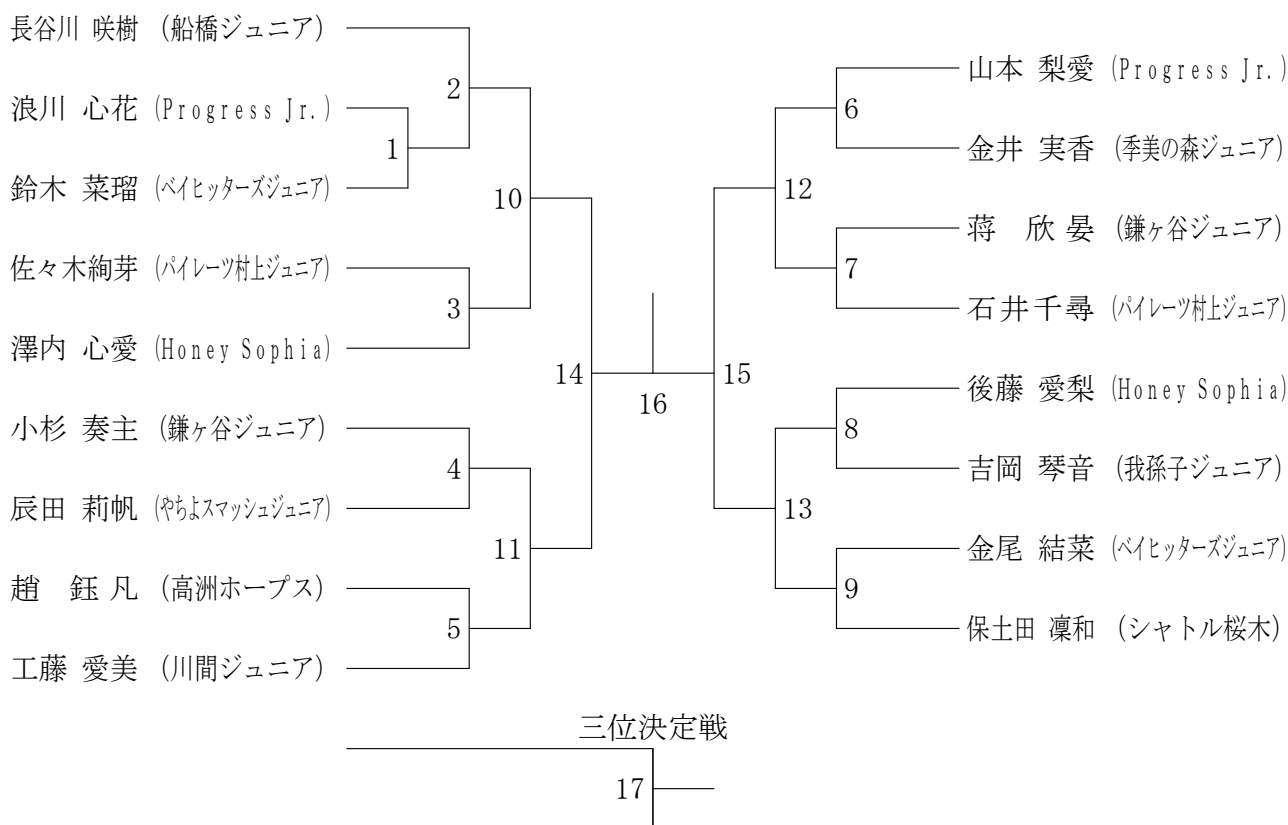 長谷川 咲樹 (船橋ジュニア)
浪川 心花 (Progress Jr.)
鈴木 菜瑠 (ベイヒッターズジュニア)
佐々木絢芽 (パイレーツ村上ジュニア)
澤内 心愛 (Honey Sophia)
小杉 奏主 (鎌ヶ谷ジュニア)
辰田 莉帆 (やちよスマッシュジュニア)
趙 鈺凡 (高洲ホープス)
工藤 愛美 (川間ジュニア)
1
2
3
4
5
10
11
14
16
15
12
13
6
7
8
9
山本 梨愛 (Progress Jr.)
金井 実香 (季美の森ジュニア)
蒋 欣晏 (鎌ヶ谷ジュニア)
石井千尋 (パイレーツ村上ジュニア)
後藤 愛梨 (Honey Sophia)
吉岡 琴音 (我孫子ジュニア)
金尾 結菜 (ベイヒッターズジュニア)
保土田 凜和 (シャトル桜木)
三位決定戦
17